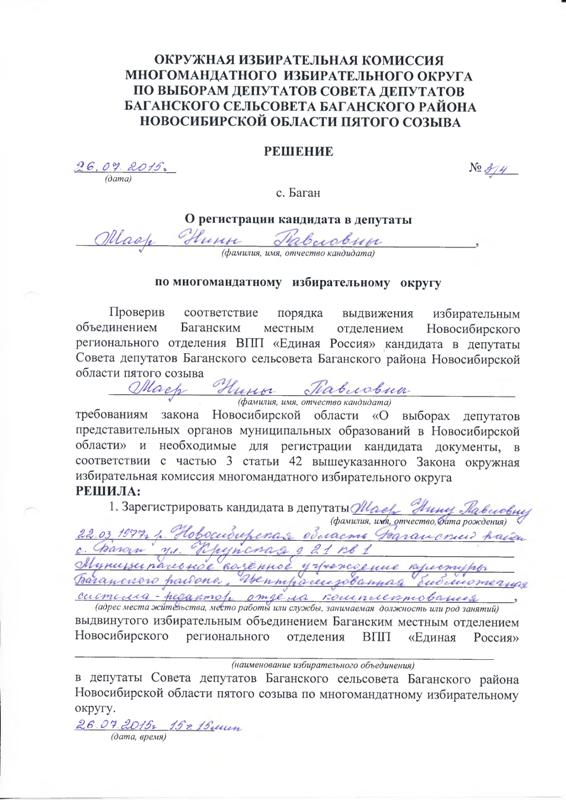 ОКРУЖНАЯ ИЗБИРАТЕЛЬНАЯ КОМИССИЯ
МНОГОМАНДАТНОГО ИЗБИРАТЕЛЬНОГО ОКРУГА
ПО ВЫБОРАМ ДЕПУТАТОВ СОВЕТА ДЕПУТАТОВ
БАГАНСКОГО СЕЛЬСОВЕТА БАГАНСКОГО РАЙОНА
НОВОСИБИРСКОЙ ОБЛАСТИ ПЯТОГО СОЗЫВА
РЕШЕНИЕ
26.07.2015г. №
(дата)
с. Баган
О регистрации кандидата в депутаты
Маер Нины Павловны,
(фамилия, имя, отчество кандидата)
по многомандатному избирательному округу
Проверив соответствие порядка выдвижения избирательным
объединением Баганским местным отделением Новосибирского
регионального отделения ВПП «Единая Россия» кандидата в депутаты
Совета депутатов Баганского сельсовета Баганского района Новосибирской
области пятого созыва
Маер Нины Павловны
(фамилия, имя, отчество кандидата)
требованиям закона Новосибирской области «О выборах депутатов
представительных органов муниципальных образований в Новосибирской
области» и необходимые для регистрации кандидата документы, в
соответствии с частью 3 статьи 42 вышеуказанного Закона окружная
избирательная комиссия многомандатного избирательного округа
РЕШИЛА:
1. Зарегистрировать кандидата в депутаты Маер Нину Павловну
(фамилия, имя, отчество, дата рождения)
22.03.1977г.р. Новосибирская область Баганский район
с. Баган ул. Крупская д 21 кв 1
Муниципальное казённое учреждение культуры
Баганского района "Централизованная библиотечная
система - редактор отдела комплектования,
(адрес места жительства, место работы или службы, занимаемая должность или род занятий)
выдвинутого избирательным объединением Баганским местным отделением
Новосибирского регионального отделения ВПП «Единая Россия»
(наименование избирательного объединения)
в депутаты Совета депутатов Баганского сельсовета Баганского района
Новосибирской области пятого созыва по многомандатному избирательному
округу.
26.07.2015г 15ч.15мин
(дата, время)